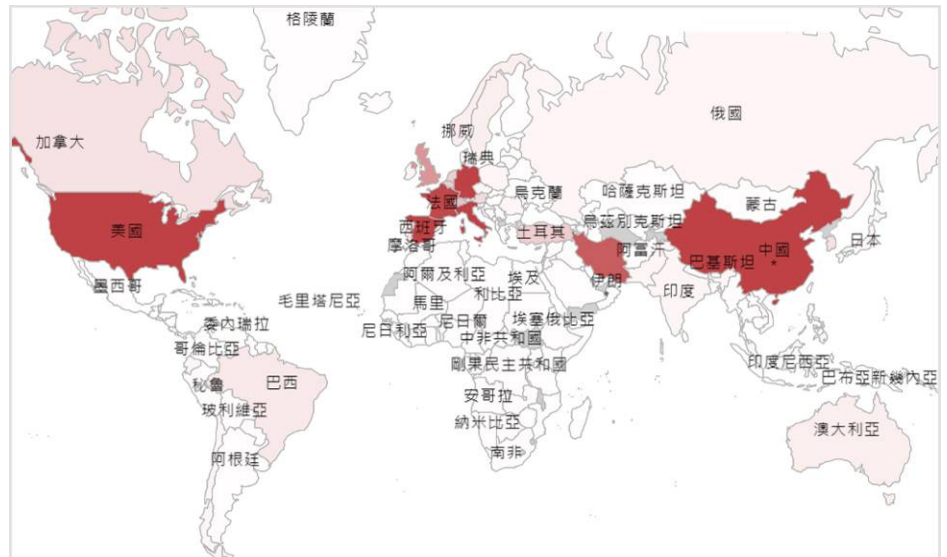 格陵蘭
俄國
加拿大
挪威
瑞典
烏克蘭
哈薩克斯坦
蒙古
法國
美國
西班牙
土耳其
烏茲別克斯坦
日本
摩洛哥
阿富汗
中國
巴基斯坦
墨西哥
阿爾及利亞
埃及
伊朗
印度
毛里塔尼亞
馬里
利比亞
委內瑞拉
尼日利亞
尼日爾
埃塞俄比亞
哥倫比亞
中非共和國
剛果民主共和國
印度尼西亞
巴布亞新幾內亞
秘魯
巴西
安哥拉
玻利維亞
納米比亞
澳大利亞
阿根廷
南非